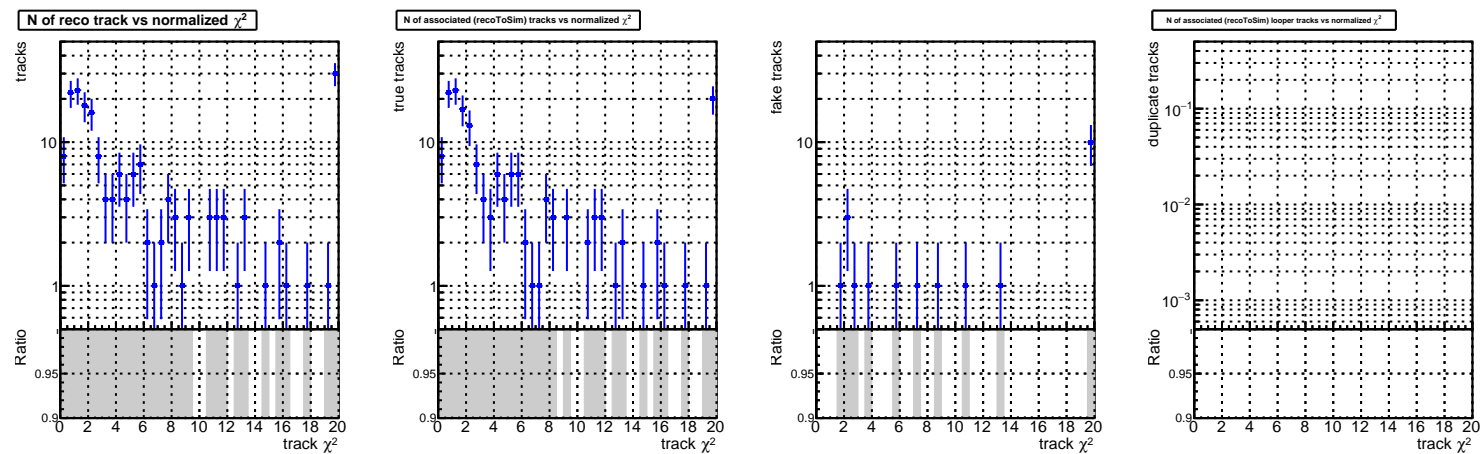 N of reco track vs normalized χ²
tracks
10
1
Ratio
0.95
0.9
0 2 4 6 8 10 12 14 16 18 20
track χ²
N of associated (recoToSim) tracks vs normalized χ²
true tracks
10
1
Ratio
0.95
0.9
0 2 4 6 8 10 12 14 16 18 20
track χ²
fake tracks
10
1
Ratio
0.95
0.9
0 2 4 6 8 10 12 14 16 18 20
track χ²
N of associated (recoToSim) looper tracks vs normalized χ²
duplicate tracks
10⁻¹
10⁻²
10⁻³
Ratio
0.95
0.9
0 2 4 6 8 10 12 14 16 18 20
track χ²